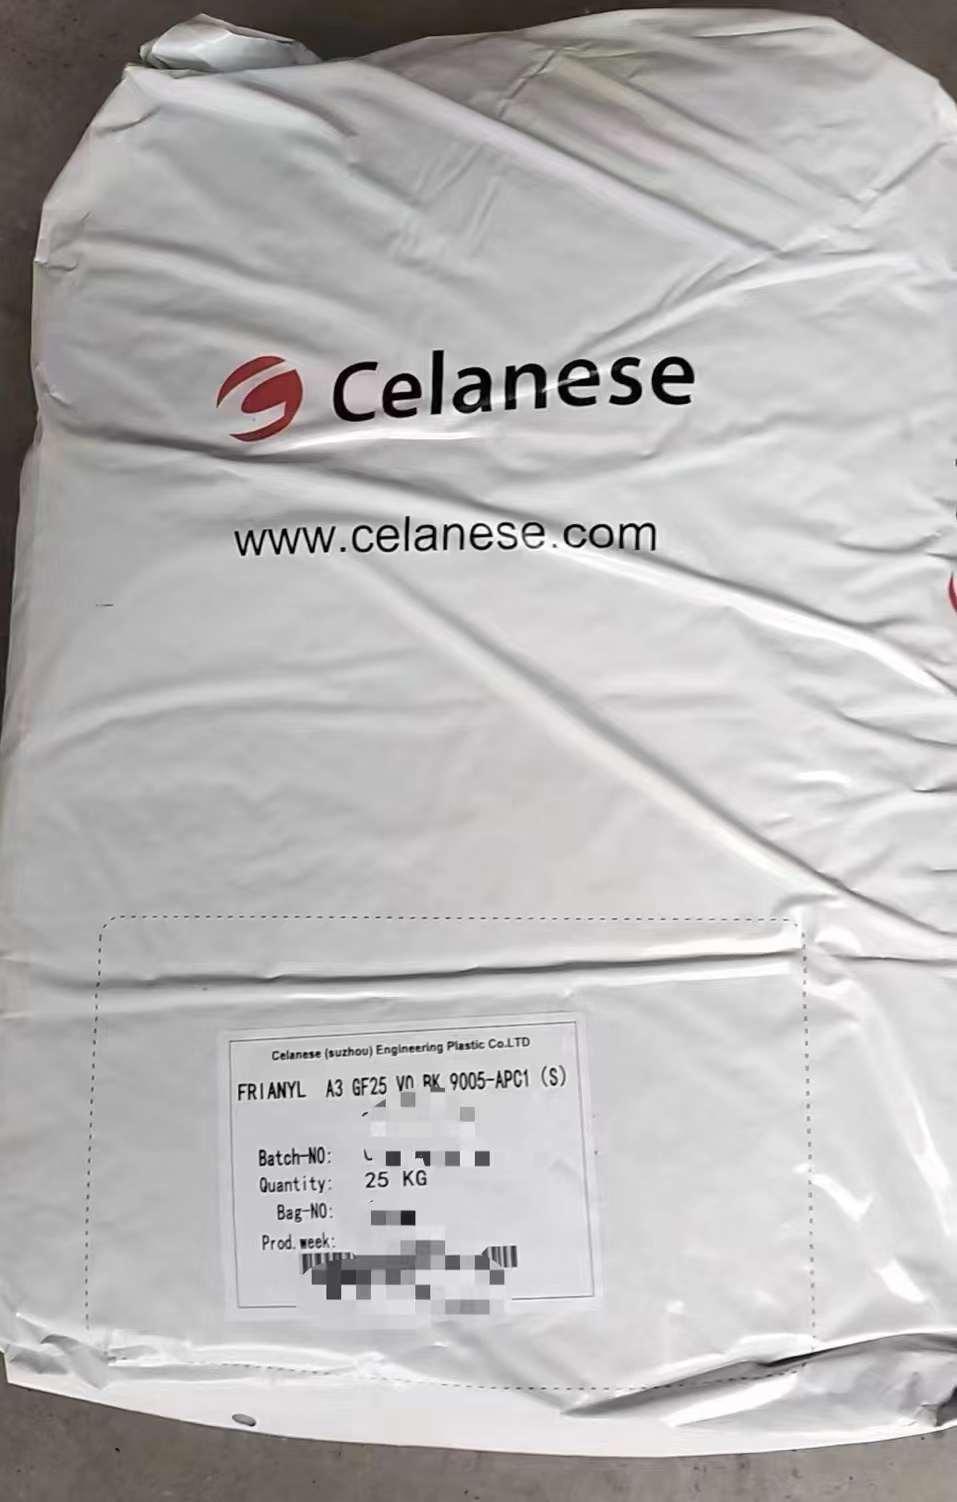 Celanese
www.celanese.com
Celanese (suzhou) Engineering Plastic Co.LTD
FRIANYL A3 GF25 V0 BK 9005-APC1 (S)
Batch-NO:
Quantity: 25 KG
Bag-NO:
Prod.week: